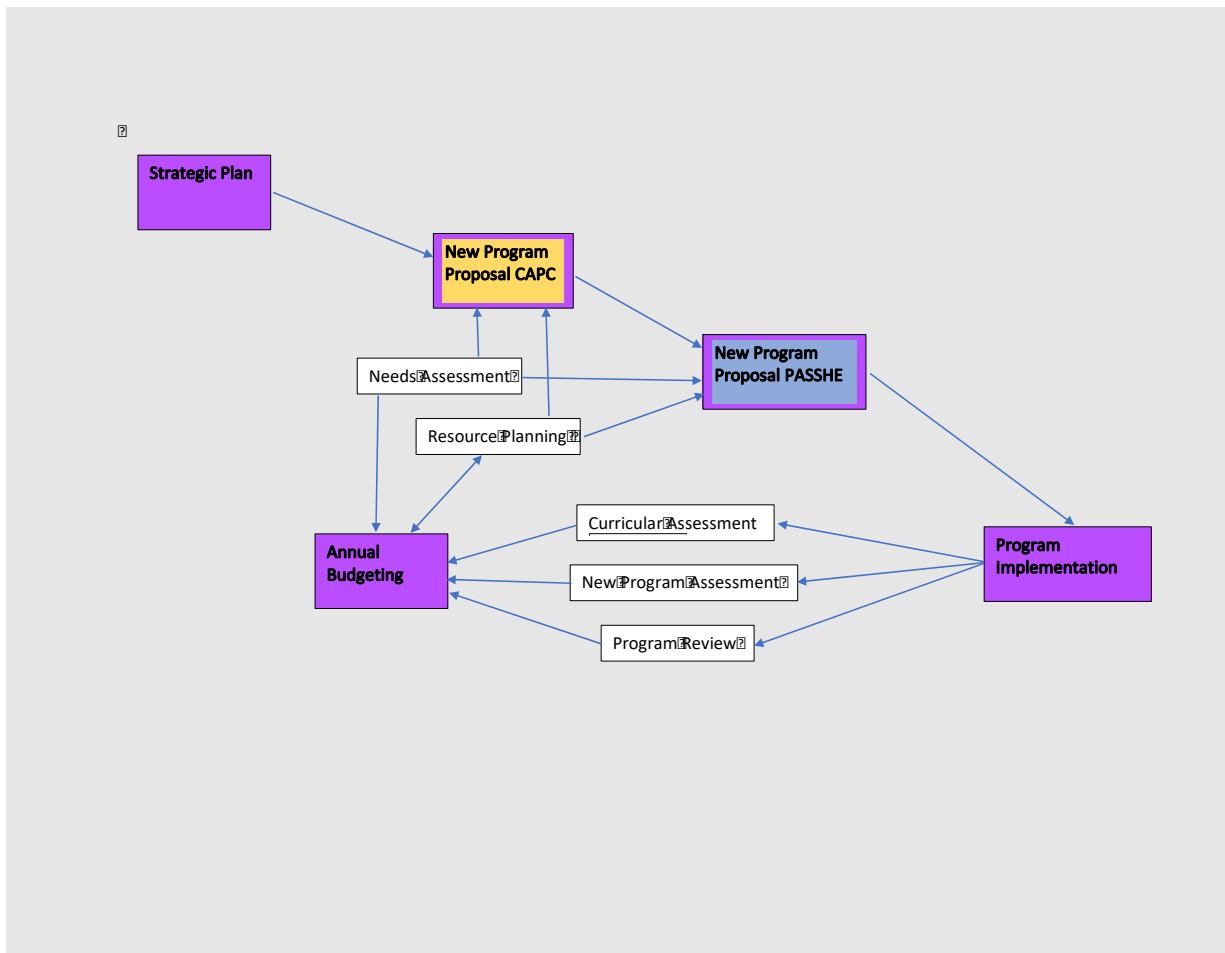 Strategic Plan
New Program
Proposal CAPC
New Program
Proposal PASSHE
Needs Assessment
Resource Planning
Curricular Assessment
Annual
Budgeting
Program
Implementation
New Program Assessment
Program Review